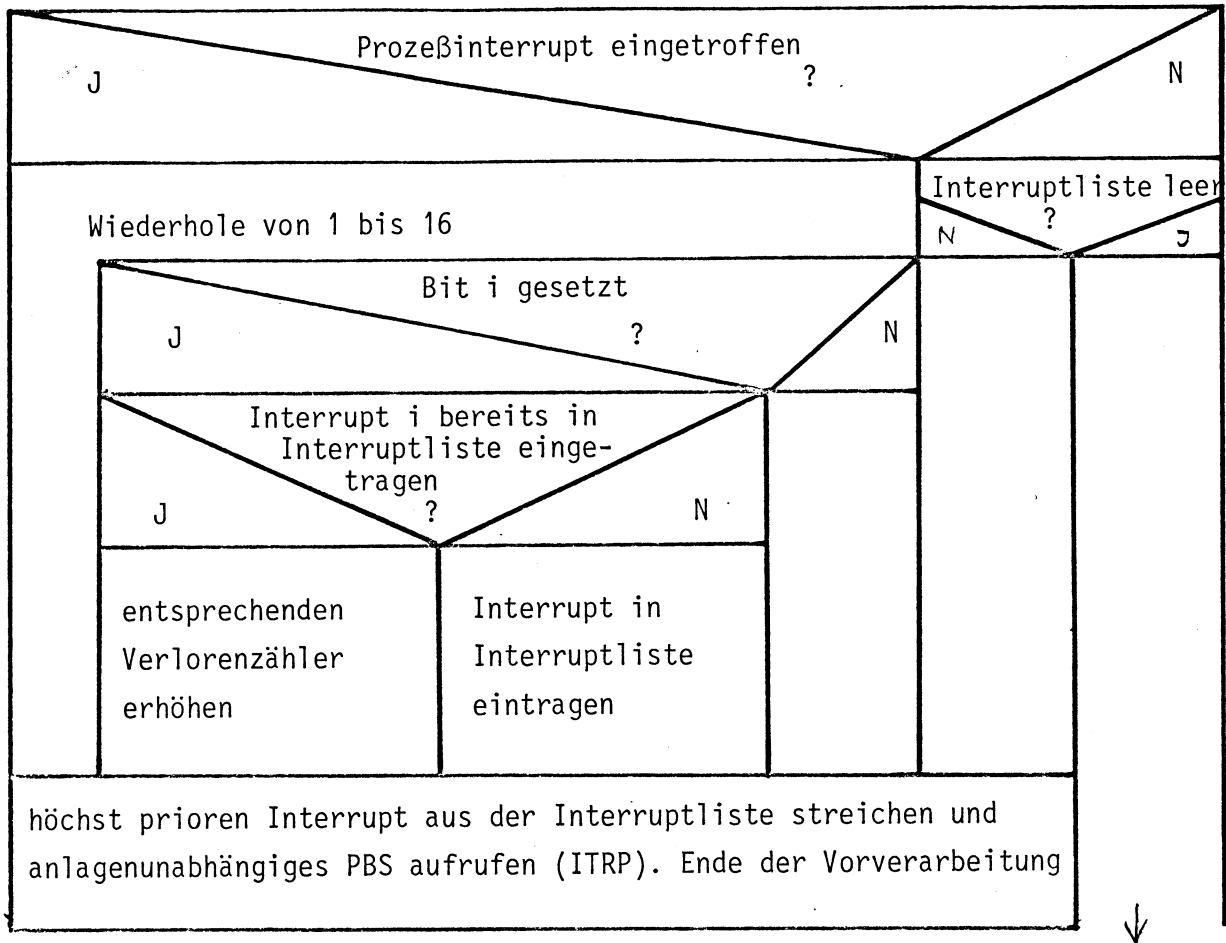 Prozeßinterrupt eingetroffen
?
J
N
Interruptliste leer
?
N
J
Wiederhole von 1 bis 16
Bit i gesetzt
?
J
N
Interrupt i bereits in
Interruptliste einge-
tragen
?
J
N
entsprechenden
Verlorenzähler
erhöhen
Interrupt in
Interruptliste
eintragen
höchst prioren Interrupt aus der Interruptliste streichen und
anlagenunabhängiges PBS aufrufen (ITRP). Ende der Vorverarbeitung